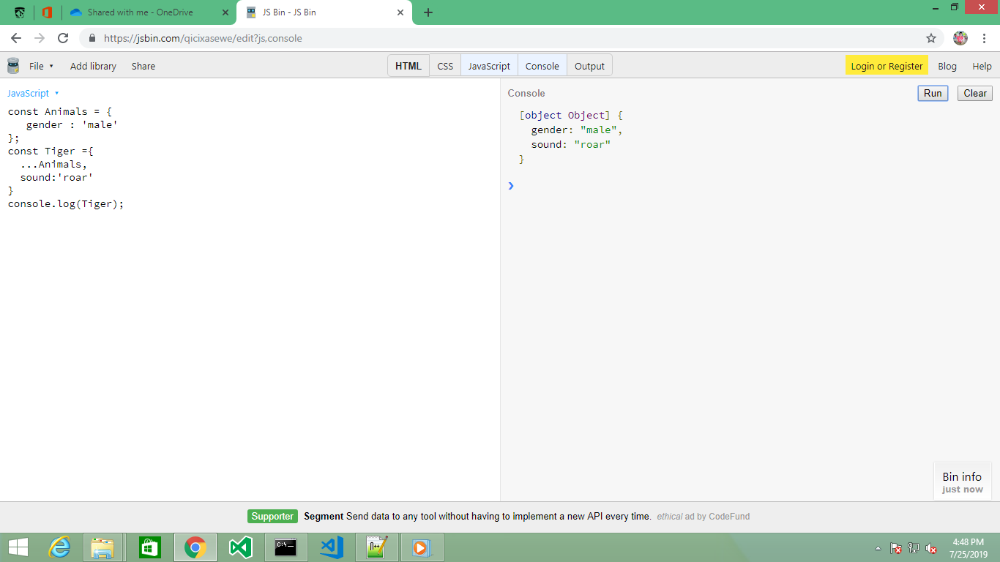 Shared with me - OneDrive
JS Bin - JS Bin
https://jsbin.com/qicixasewe/edit?js,console
File
Add library
Share
HTML
CSS
JavaScript
Console
Output
Login or Register
Blog
Help
JavaScript
const Animals = {
   gender : 'male'
};
const Tiger ={
  ...Animals,
  sound:'roar'
}
console.log(Tiger);
Console
Run
Clear
[object Object] {
  gender: "male",
  sound: "roar"
}
Bin info
just now
Supporter Segment Send data to any tool without having to implement a new API every time. ethical ad by CodeFund
4:48 PM
7/25/2019